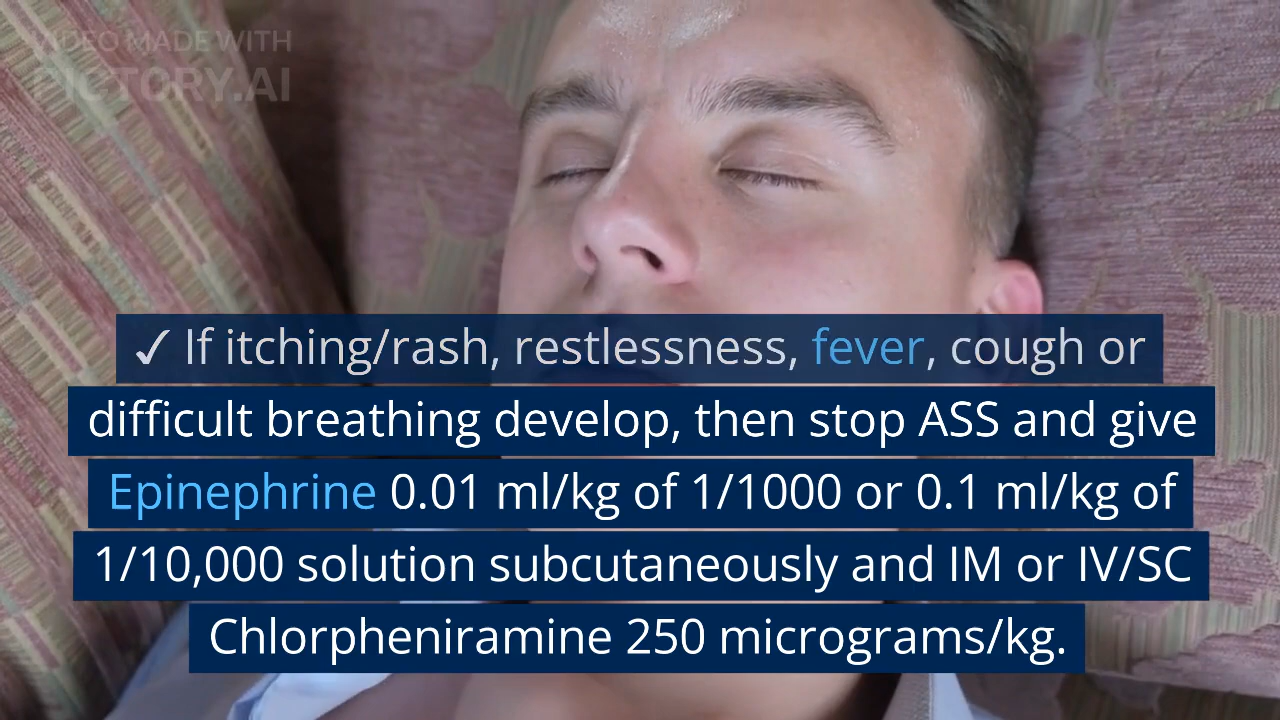 VIDEO MADE WITH
PICTORY.AI
✓ If itching/rash, restlessness, fever, cough or
difficult breathing develop, then stop ASS and give
Epinephrine 0.01 ml/kg of 1/1000 or 0.1 ml/kg of
1/10,000 solution subcutaneously and IM or IV/SC
Chlorpheniramine 250 micrograms/kg.